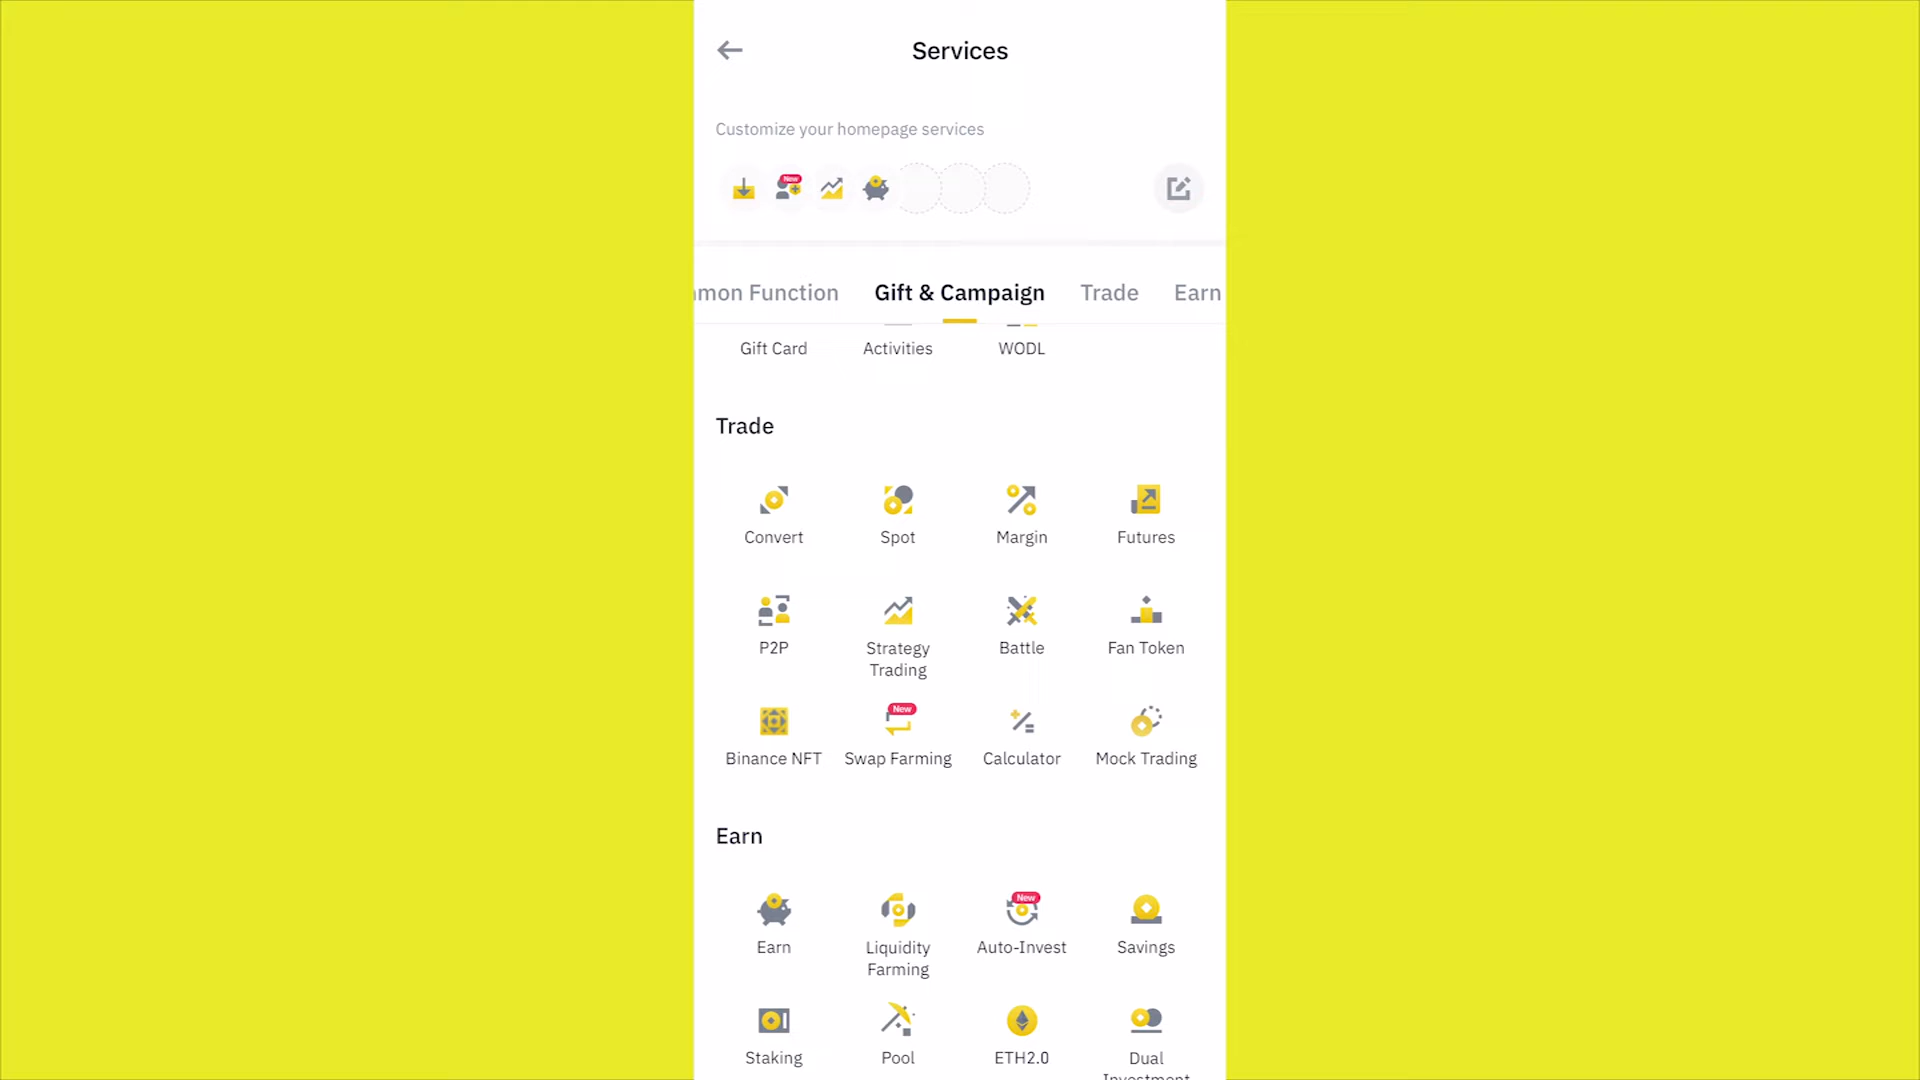 Services
Customize your homepage services
New
mon Function Gift & Campaign Trade Earn
Gift Card Activities WODL
Trade
Convert Spot Margin Futures
P2P Strategy Trading Battle Fan Token
New
Binance NFT Swap Farming Calculator Mock Trading
Earn
New
Earn Liquidity Farming Auto-Invest Savings
Staking Pool ETH2.0 Dual Investment